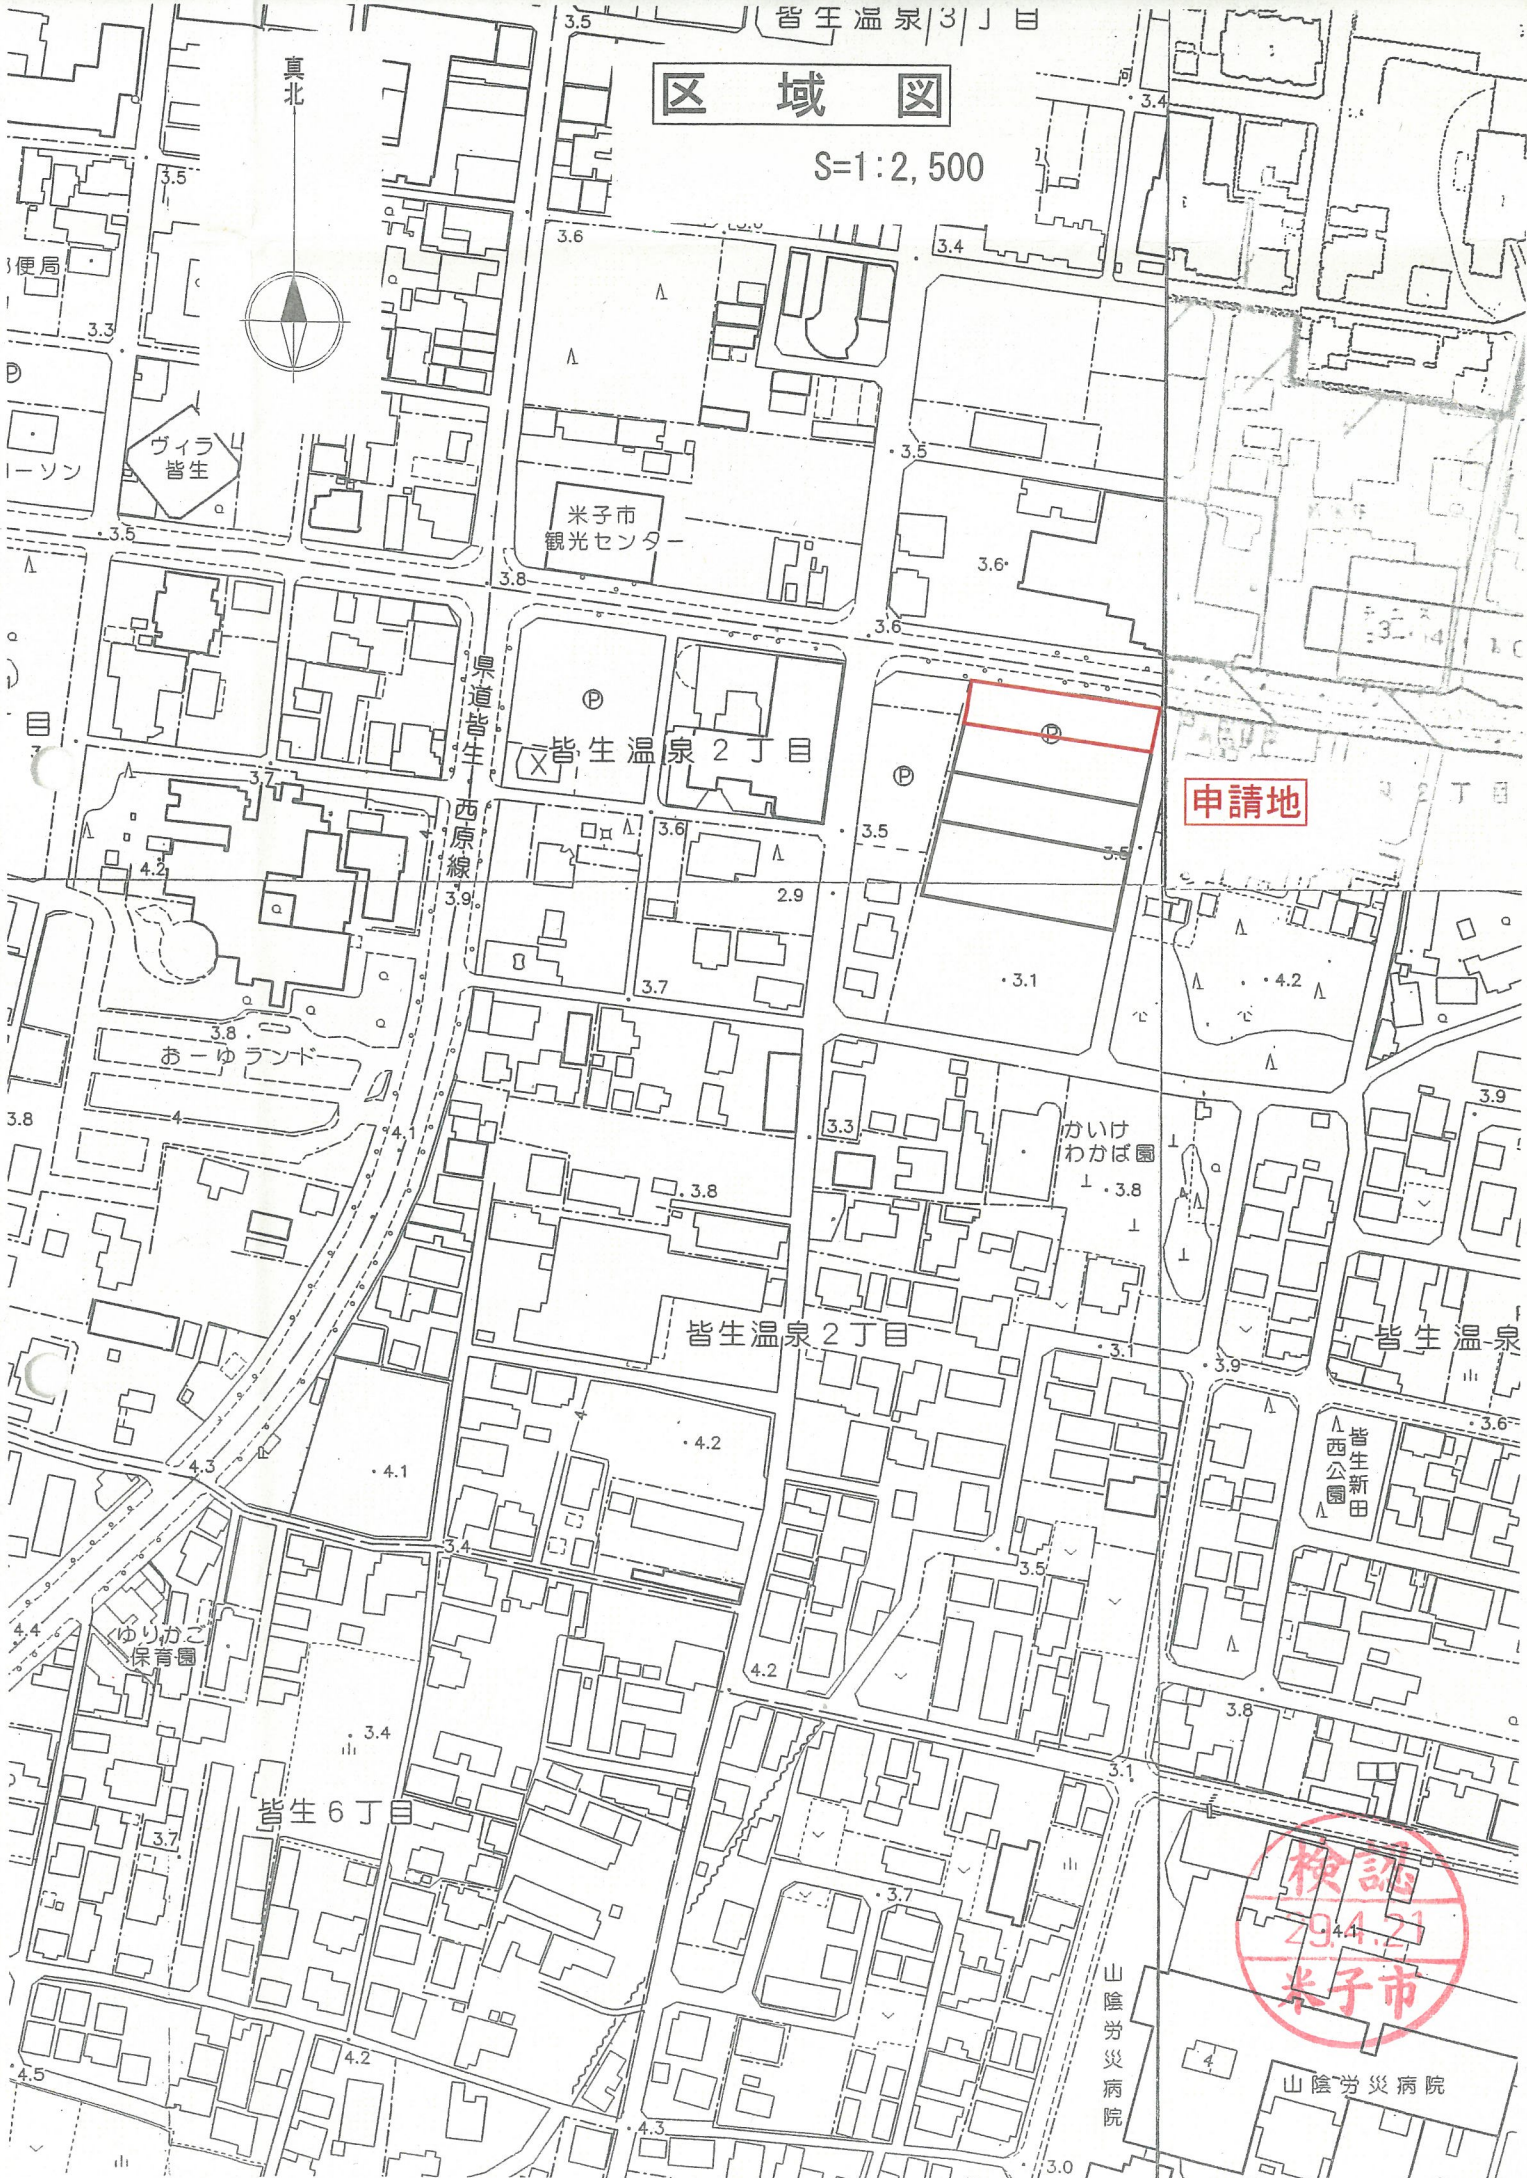 皆生温泉3丁目
3.5
区域図
S=1:2,500
真北
3.4
3.5
3.6
3.4
便局
3.3
P
ヴィラ
皆生
ーソン
3.5
米子市
観光センター
3.5
3.6
3.8
3.6
県道皆生西原線
P
皆生温泉2丁目
P
P
目
3.7
申請地
2丁目
3.6
3.5
3.5
4.2
3.9
2.9
3.7
3.1
4.2
3.8
おーゆランド
3.8
4
4.1
3.3
かいけ
わかば園
3.8
3.8
3.9
皆生温泉2丁目
皆生温泉
3.1
3.9
3.6
皆生新田
西公園
4.2
4.1
4.3
3.4
3.5
4.4
ゆりかご
保育園
4.2
3.8
3.4
3.1
皆生6丁目
3.7
3.7
検認
29.4.21
米子市
4.1
山陰労災病院
4
山陰労災病院
4.2
4.5
4.3
3.0